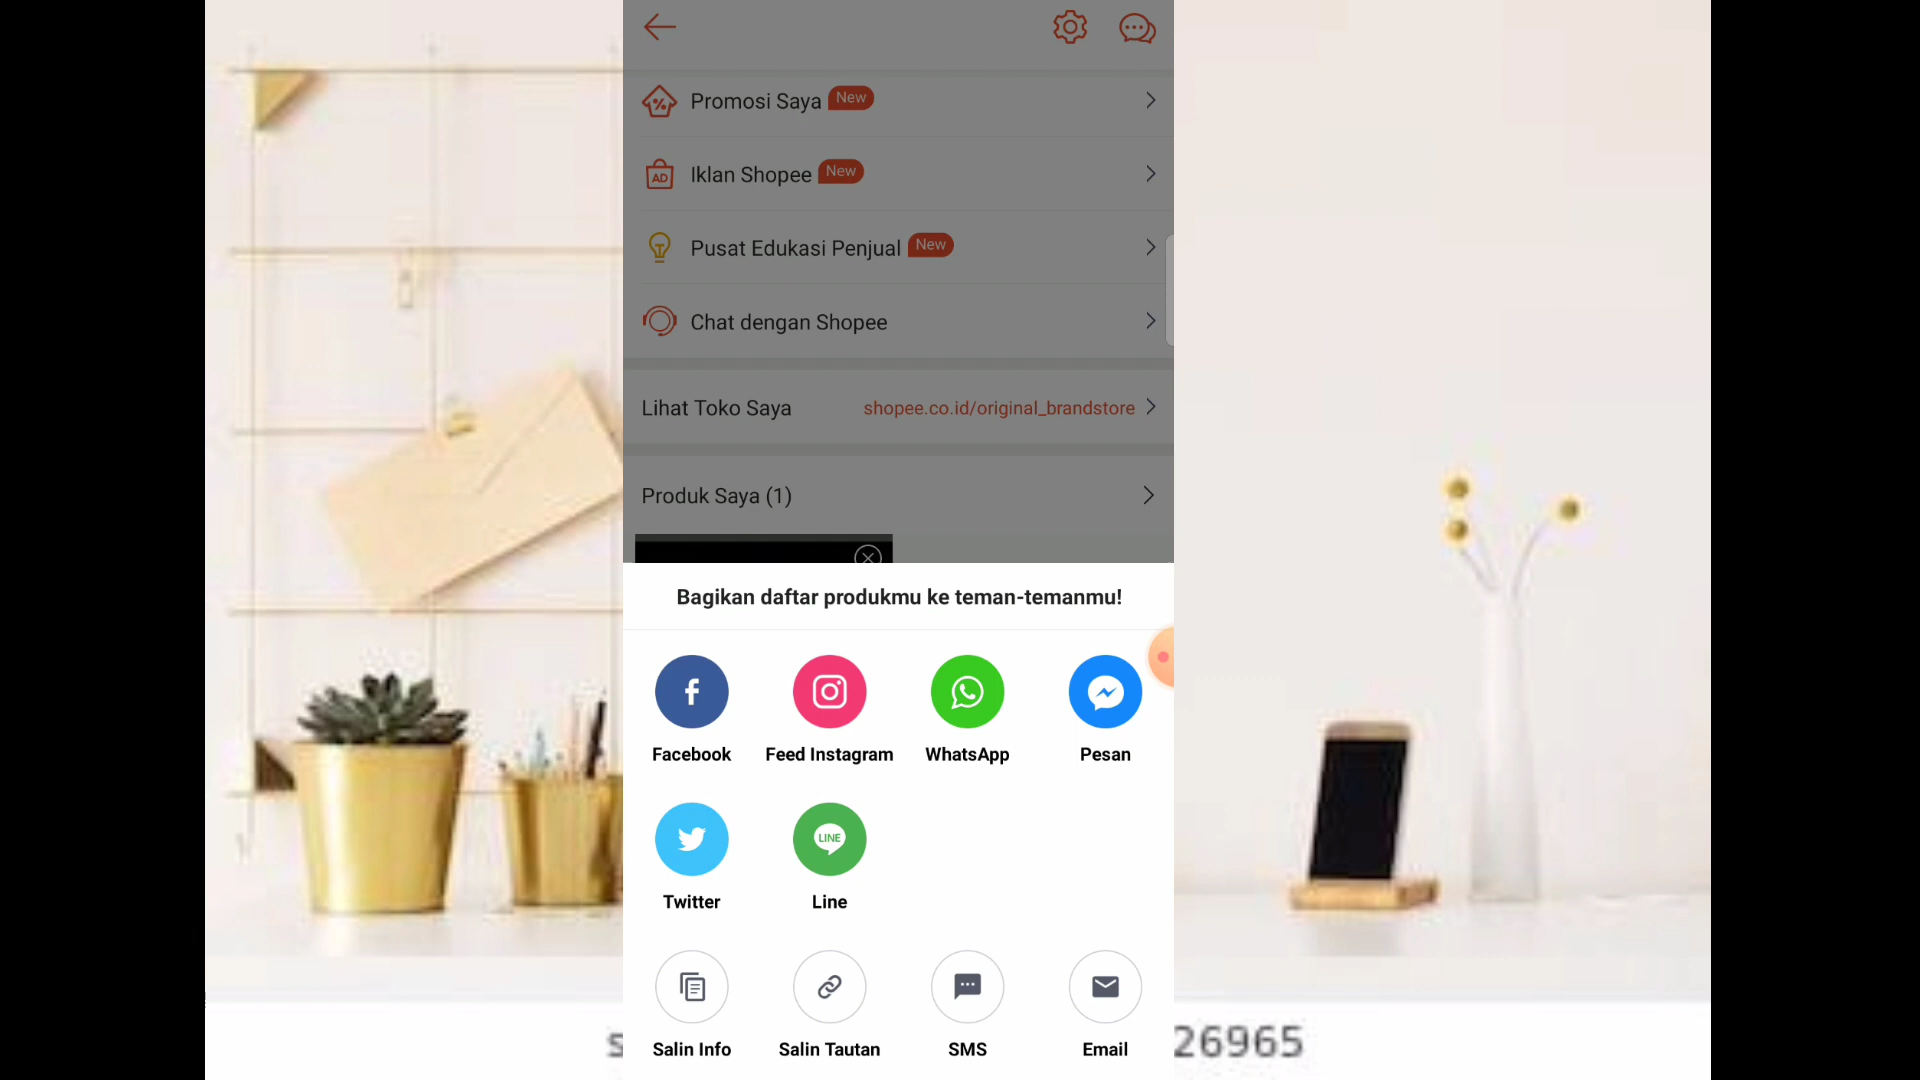 Promosi Saya New
AD Iklan Shopee New
Pusat Edukasi Penjual New
Chat dengan Shopee
Lihat Toko Saya shopee.co.id/original_brandstore
Produk Saya (1)
Bagikan daftar produkmu ke teman-temanmu!
Facebook Feed Instagram WhatsApp Pesan
LINE
Twitter Line
Salin Info Salin Tautan SMS Email
s 26965